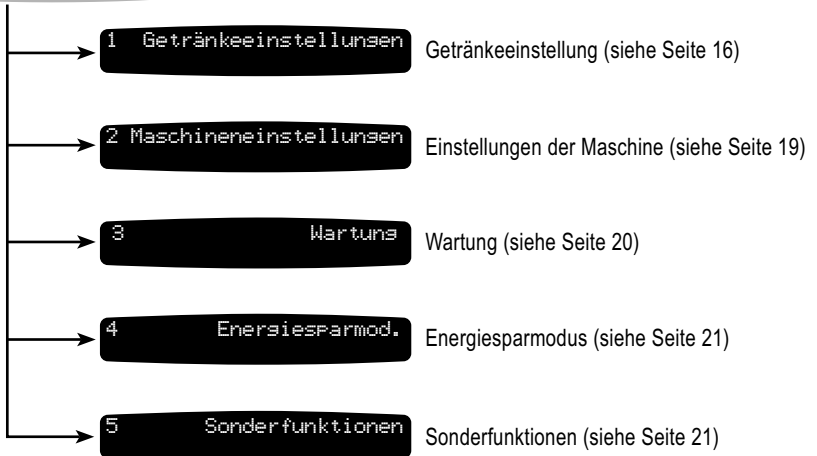 1 Getränkeeinstellungen
Getränkeeinstellung (siehe Seite 16)
2 Maschineneinstellungen
Einstellungen der Maschine (siehe Seite 19)
3 Wartung
Wartung (siehe Seite 20)
4 Energiesparmod.
Energiesparmodus (siehe Seite 21)
5 Sonderfunktionen
Sonderfunktionen (siehe Seite 21)